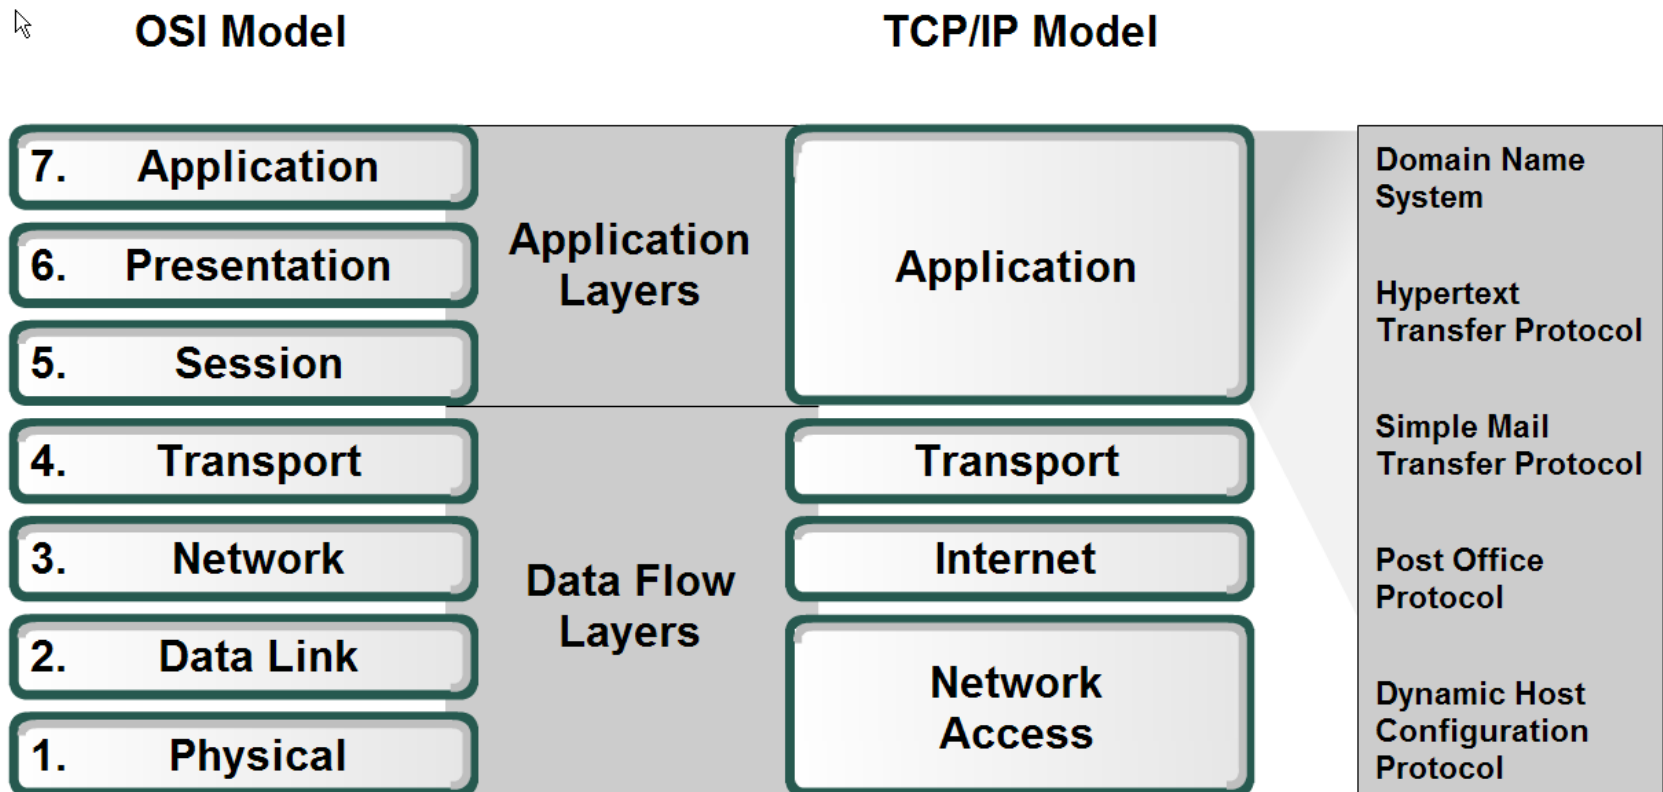 OSI Model
TCP/IP Model
7. Application
6. Presentation
5. Session
4. Transport
3. Network
2. Data Link
1. Physical
Application
Layers
Data Flow
Layers
Application
Transport
Internet
Network
Access
Domain Name
System
Hypertext
Transfer Protocol
Simple Mail
Transfer Protocol
Post Office
Protocol
Dynamic Host
Configuration
Protocol